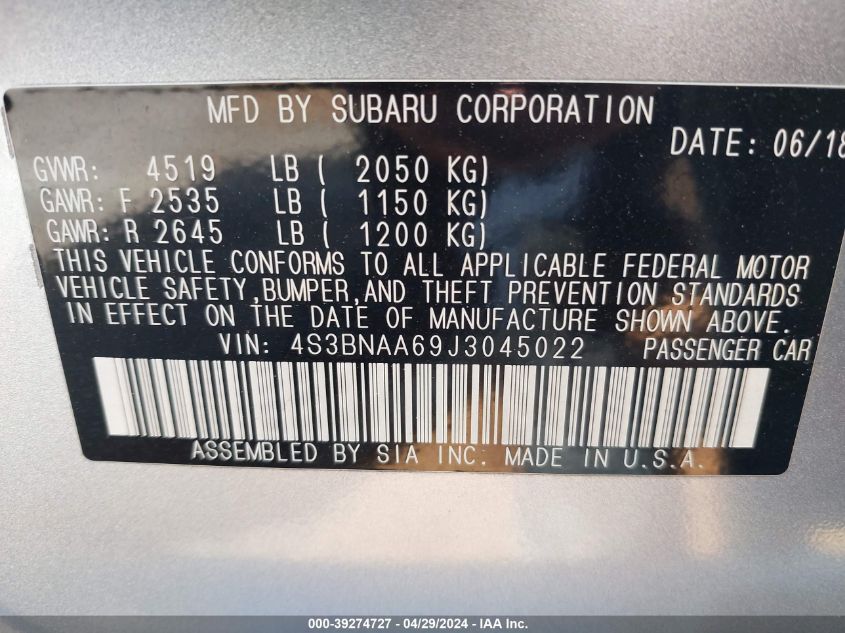 MFD BY SUBARU CORPORATION
DATE: 06/18
GVWR: 4519 LB ( 2050 KG)
GAWR: F 2535 LB ( 1150 KG)
GAWR: R 2645 LB ( 1200 KG)
THIS VEHICLE CONFORMS TO ALL APPLICABLE FEDERAL MOTOR
VEHICLE SAFETY,BUMPER,AND THEFT PREVENTION STANDARDS
IN EFFECT ON THE DATE OF MANUFACTURE SHOWN ABOVE.
VIN: 4S3BNAA69J3045022 PASSENGER CAR
ASSEMBLED BY SIA INC. MADE IN U.S.A.
000-39274727 - 04/29/2024 - IAA Inc.